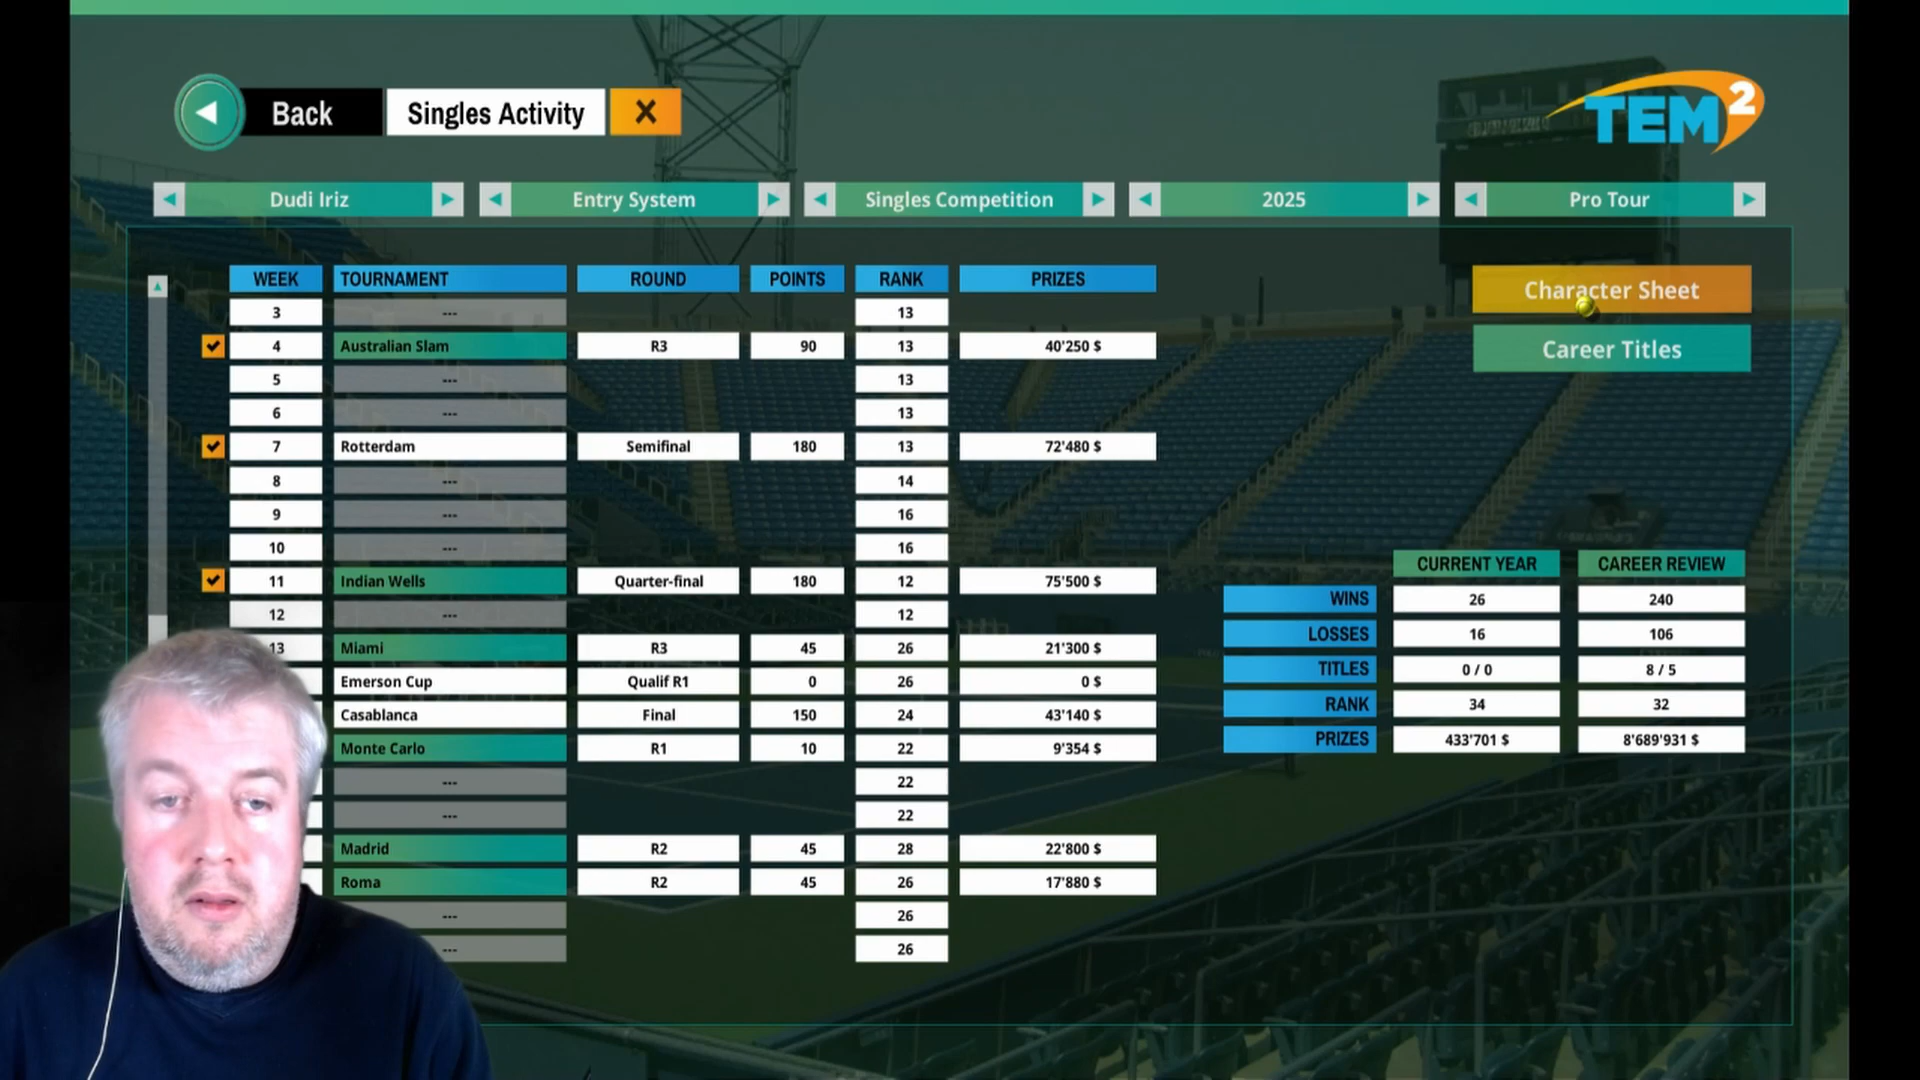 Back
Singles Activity
X
TEM2
Dudi Iriz
Entry System
Singles Competition
2025
Pro Tour
WEEK TOURNAMENT ROUND POINTS RANK PRIZES
3 --- 13
4 Australian Slam R3 90 13 40'250 $
5 --- 13
6 --- 13
7 Rotterdam Semifinal 180 13 72'480 $
8 --- 14
9 --- 16
10 --- 16
11 Indian Wells Quarter-final 180 12 75'500 $
12 --- 12
13 Miami R3 45 26 21'300 $
Emerson Cup Qualif R1 0 26 0 $
Casablanca Final 150 24 43'140 $
Monte Carlo R1 10 22 9'354 $
--- 22
--- 22
Madrid R2 45 28 22'800 $
Roma R2 45 26 17'880 $
--- 26
--- 26
Character Sheet
Career Titles
CURRENT YEAR CAREER REVIEW
WINS 26 240
LOSSES 16 106
TITLES 0 / 0 8 / 5
RANK 34 32
PRIZES 433'701 $ 8'689'931 $